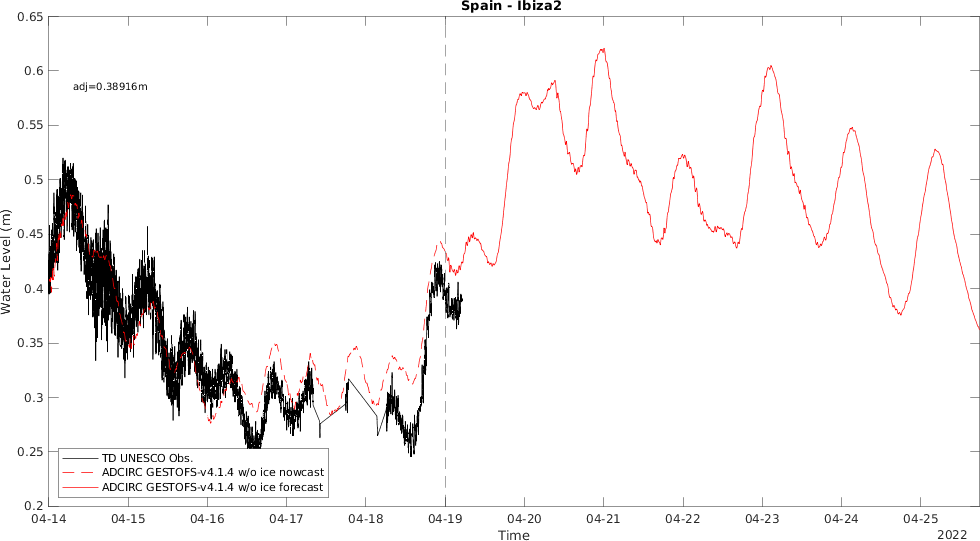 Spain - Ibiza2
0.65
0.6
0.55
0.5
0.45
0.4
0.35
0.3
0.25
0.2
Water Level (m)
adj=0.38916m
TD UNESCO Obs.
ADCIRC GESTOFS-v4.1.4 w/o ice nowcast
ADCIRC GESTOFS-v4.1.4 w/o ice forecast
04-14 04-15 04-16 04-17 04-18 04-19 04-20 04-21 04-22 04-23 04-24 04-25
Time
2022